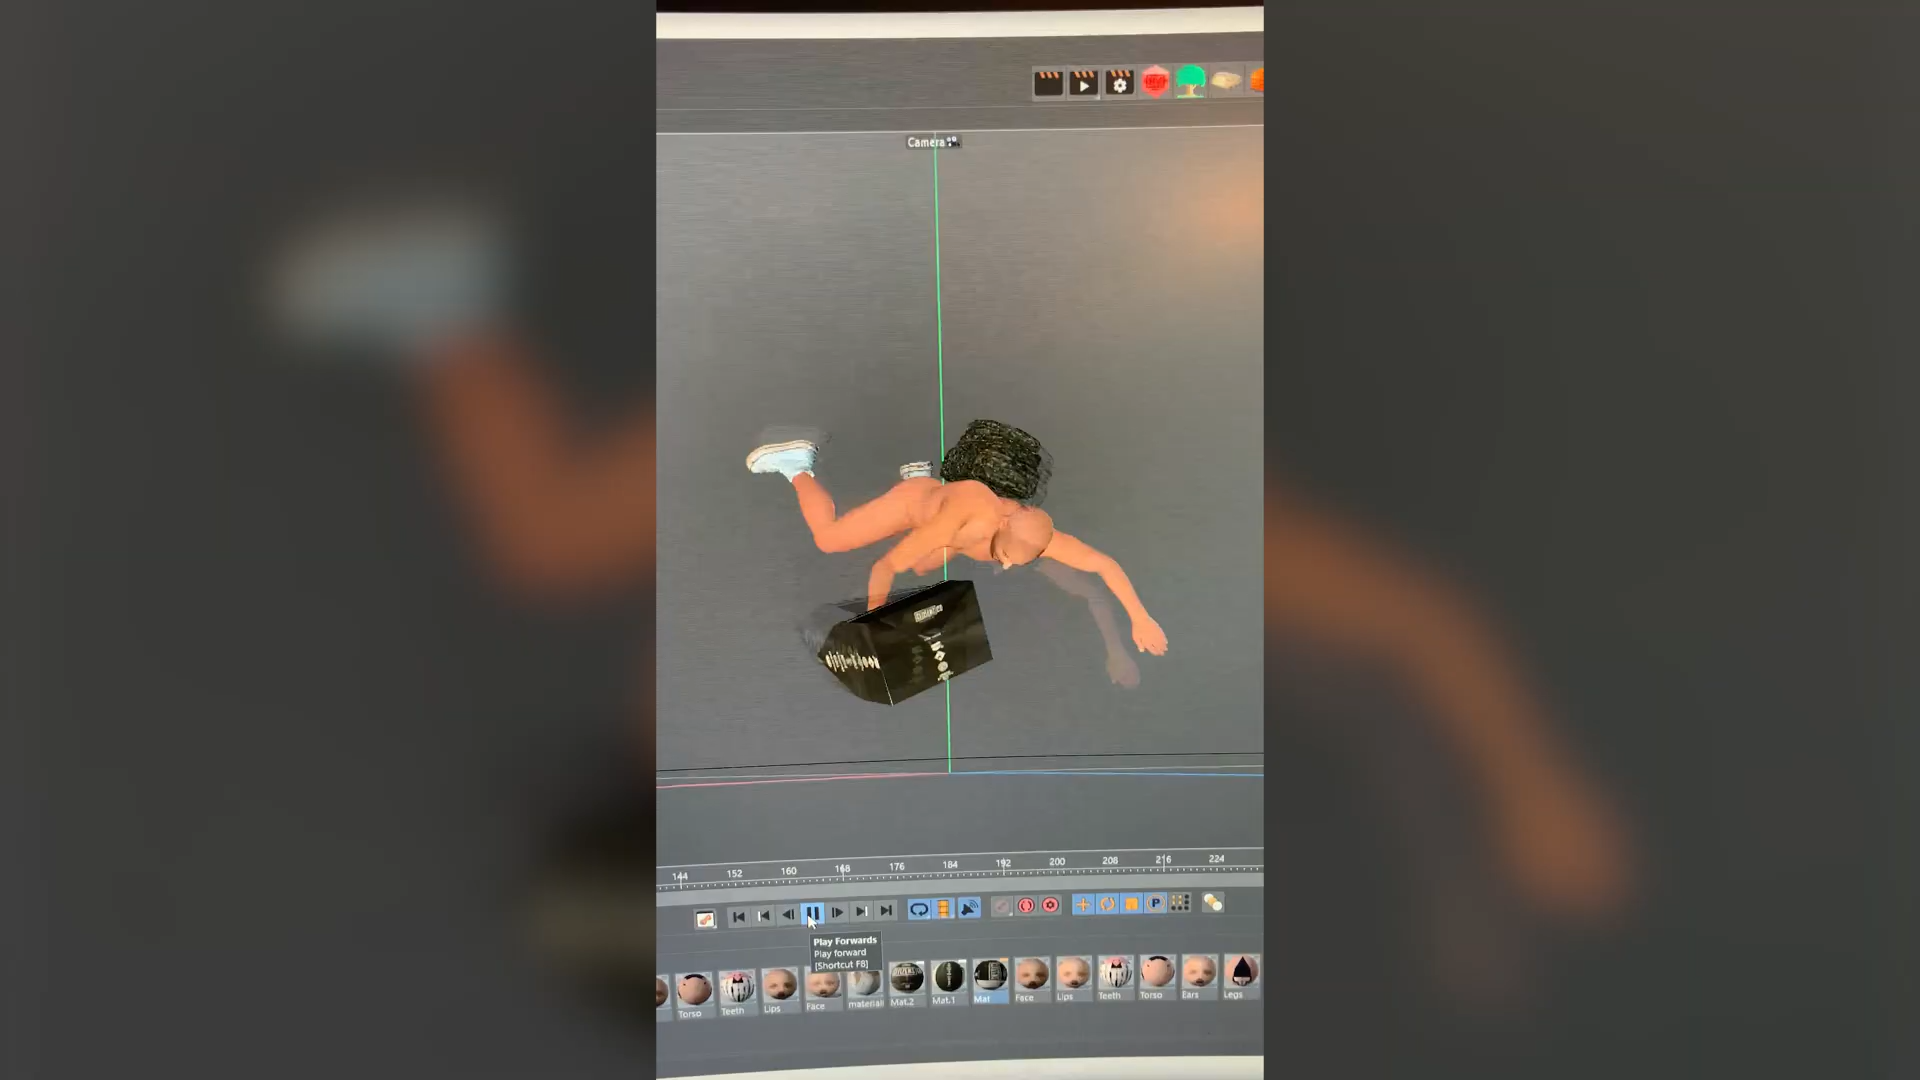 Camera
144 152 160 168 176 184 192 200 208 216 224
P
Play Forwards
Play forward
[Shortcut F8]
Torso Teeth Lips Face material Mat.2 Mat.1 Mat Face Lips Teeth Torso Ears Legs